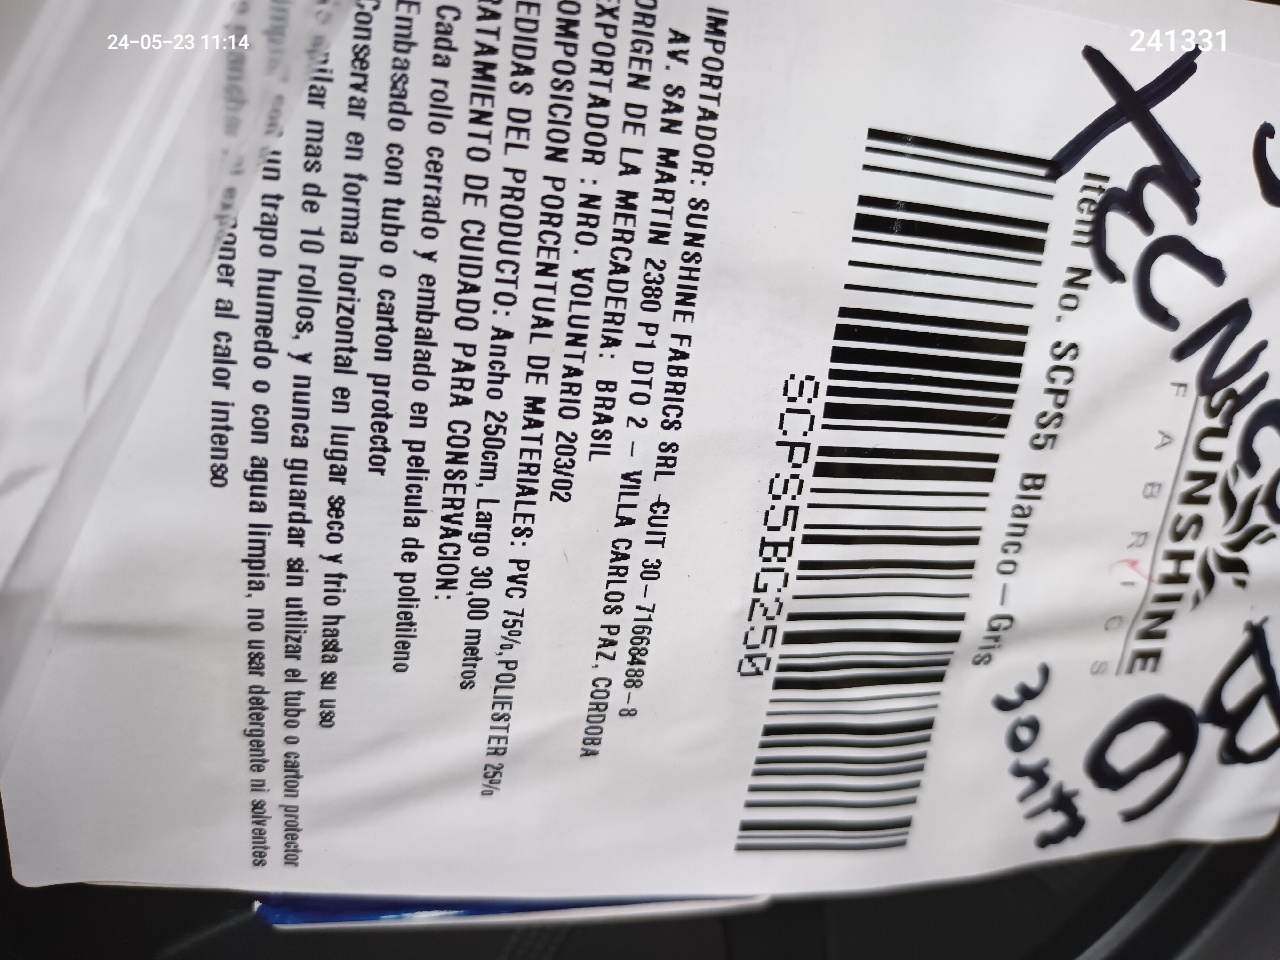 24-05-23 11:14
241331
SUNSHINE
FABRICS
30 mts
Item No. SCPS5 Blanco-Gris
SCPS5BG250
IMPORTADOR: SUNSHINE FABRICS SRL -CUIT 30-71668488-8
AV. SAN MARTIN 2380 P1 DTO 2 - VILLA CARLOS PAZ, CORDOBA
ORIGEN DE LA MERCADERIA: BRASIL
EXPORTADOR : NRO. VOLUNTARIO 203/02
OMPOSICION PORCENTUAL DE MATERIALES: PVC 75%, POLIESTER 25%
EDIDAS DEL PRODUCTO: Ancho 250cm, Largo 30,00 metros
RATAMIENTO DE CUIDADO PARA CONSERVACION:
Cada rollo cerrado y embalado en pelicula de polietileno
Embasado con tubo o carton protector
Conservar en forma horizontal en lugar seco y frio hasta su uso
apilar mas de 10 rollos, y nunca guardar sin utilizar el tubo o carton protector
con un trapo humedo o con agua limpia, no usar detergente ni solventes
exponer al calor intenso